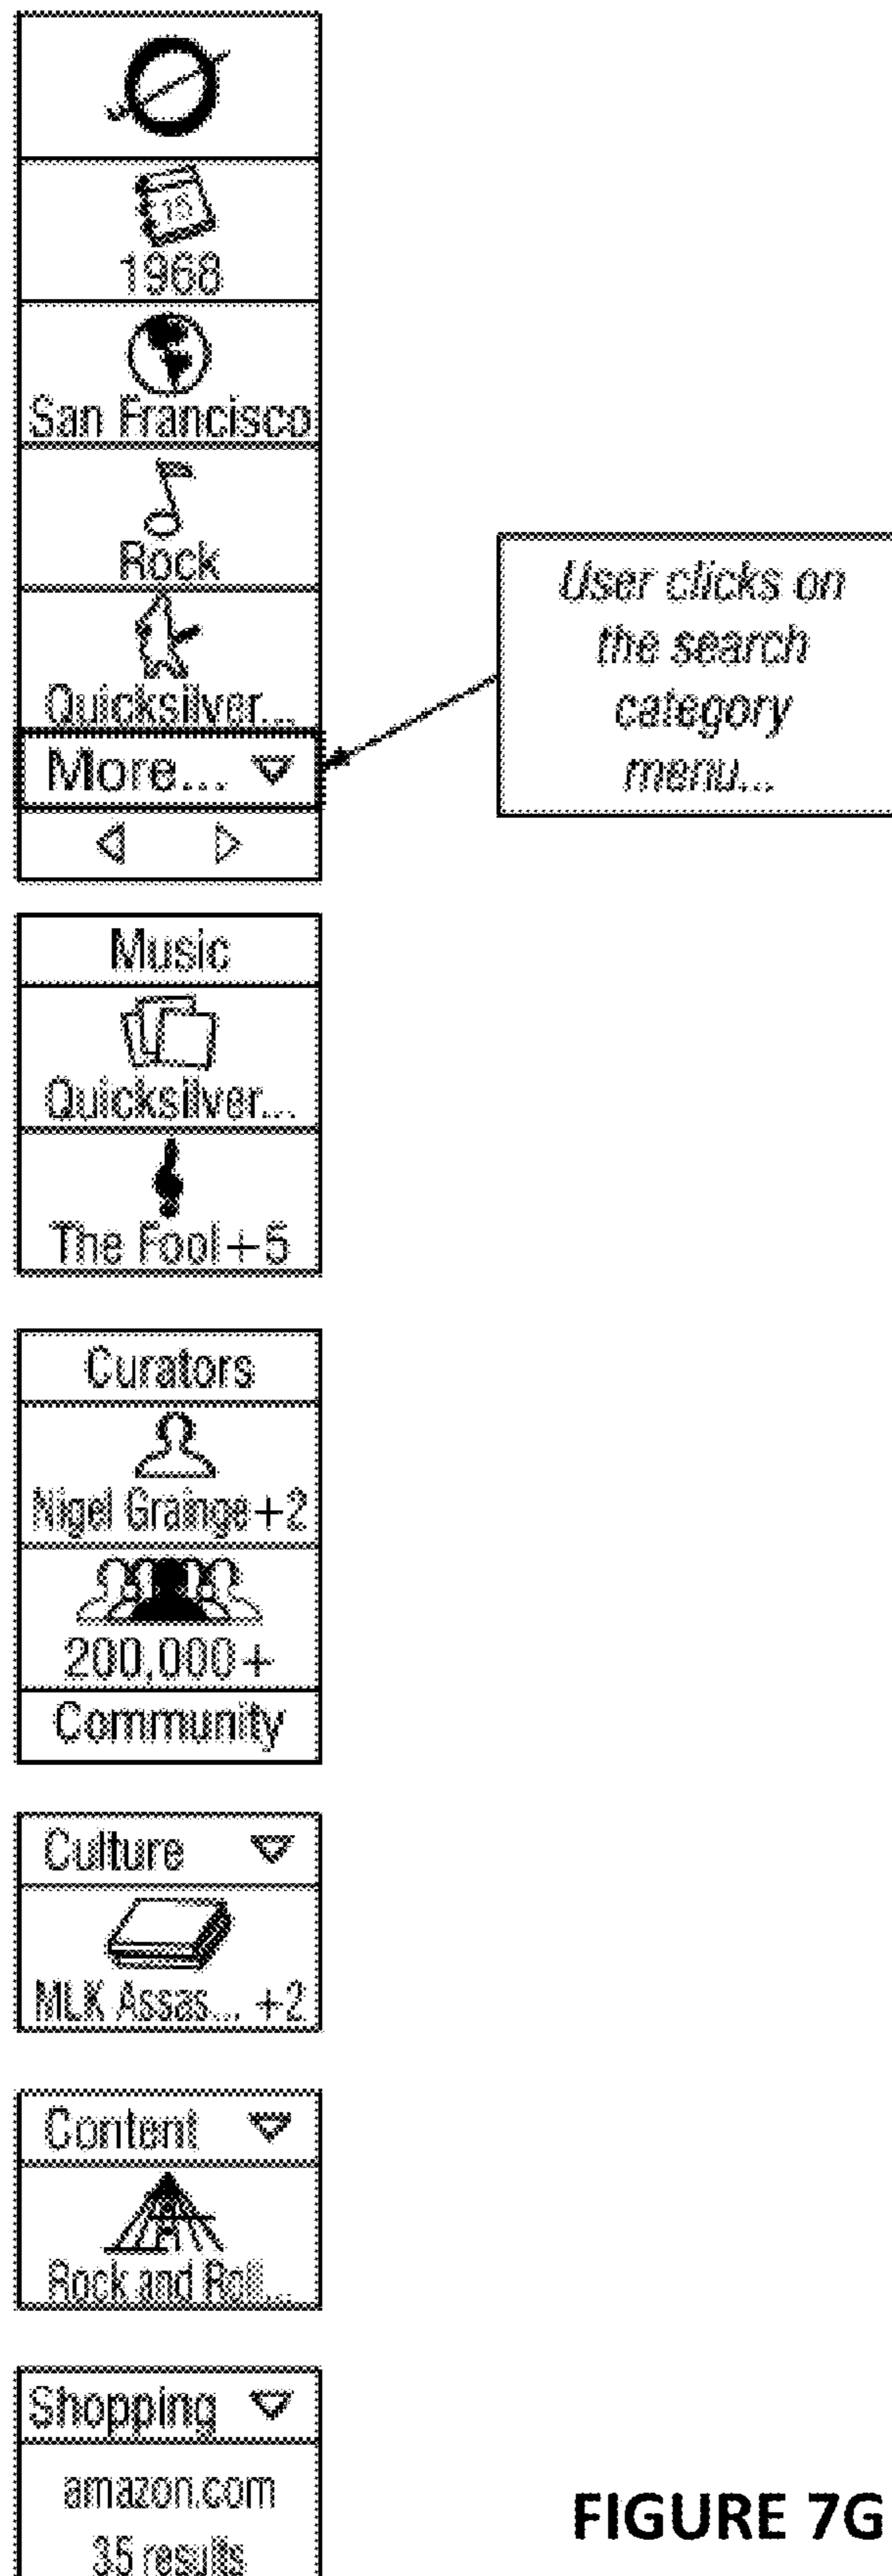 15
1968
San Francisco
Rock
Quicksilver...
More...
User clicks on
the search
category
menu...
Music
Quicksilver...
The Fool+5
Curators
Nigel Grainge+2
200,000+
Community
Culture
MLK Assas... +2
Content
Rock and Roll...
Shopping
amazon.com
35 results
FIGURE 7G